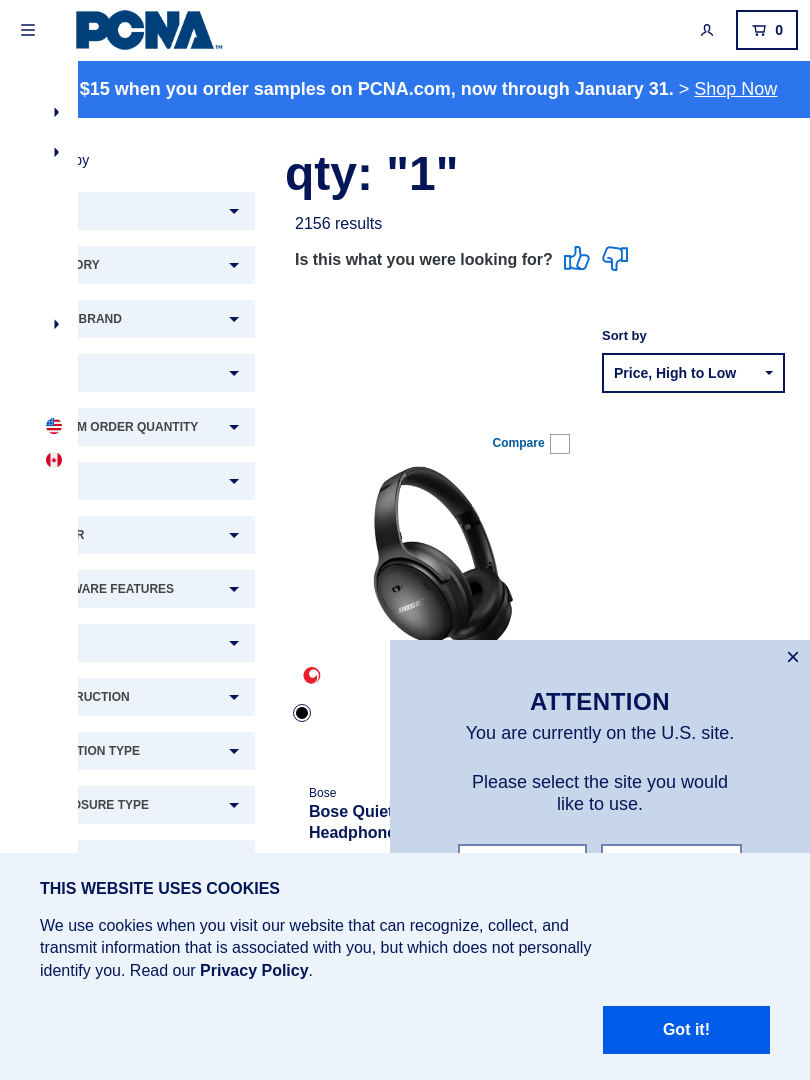 PCNA™
0
$15 when you order samples on PCNA.com, now through January 31. > Shop Now
by
qty: "1"
2156 results
Is this what you were looking for?
ORY
BRAND
Sort by
Price, High to Low
M ORDER QUANTITY
Compare
R
WARE FEATURES
BOSE
RUCTION
ATTENTION
You are currently on the U.S. site.
TION TYPE
Please select the site you would
like to use.
OSURE TYPE
Bose
Bose Quiet
Headphone
THIS WEBSITE USES COOKIES
We use cookies when you visit our website that can recognize, collect, and
transmit information that is associated with you, but which does not personally
identify you. Read our Privacy Policy.
Got it!